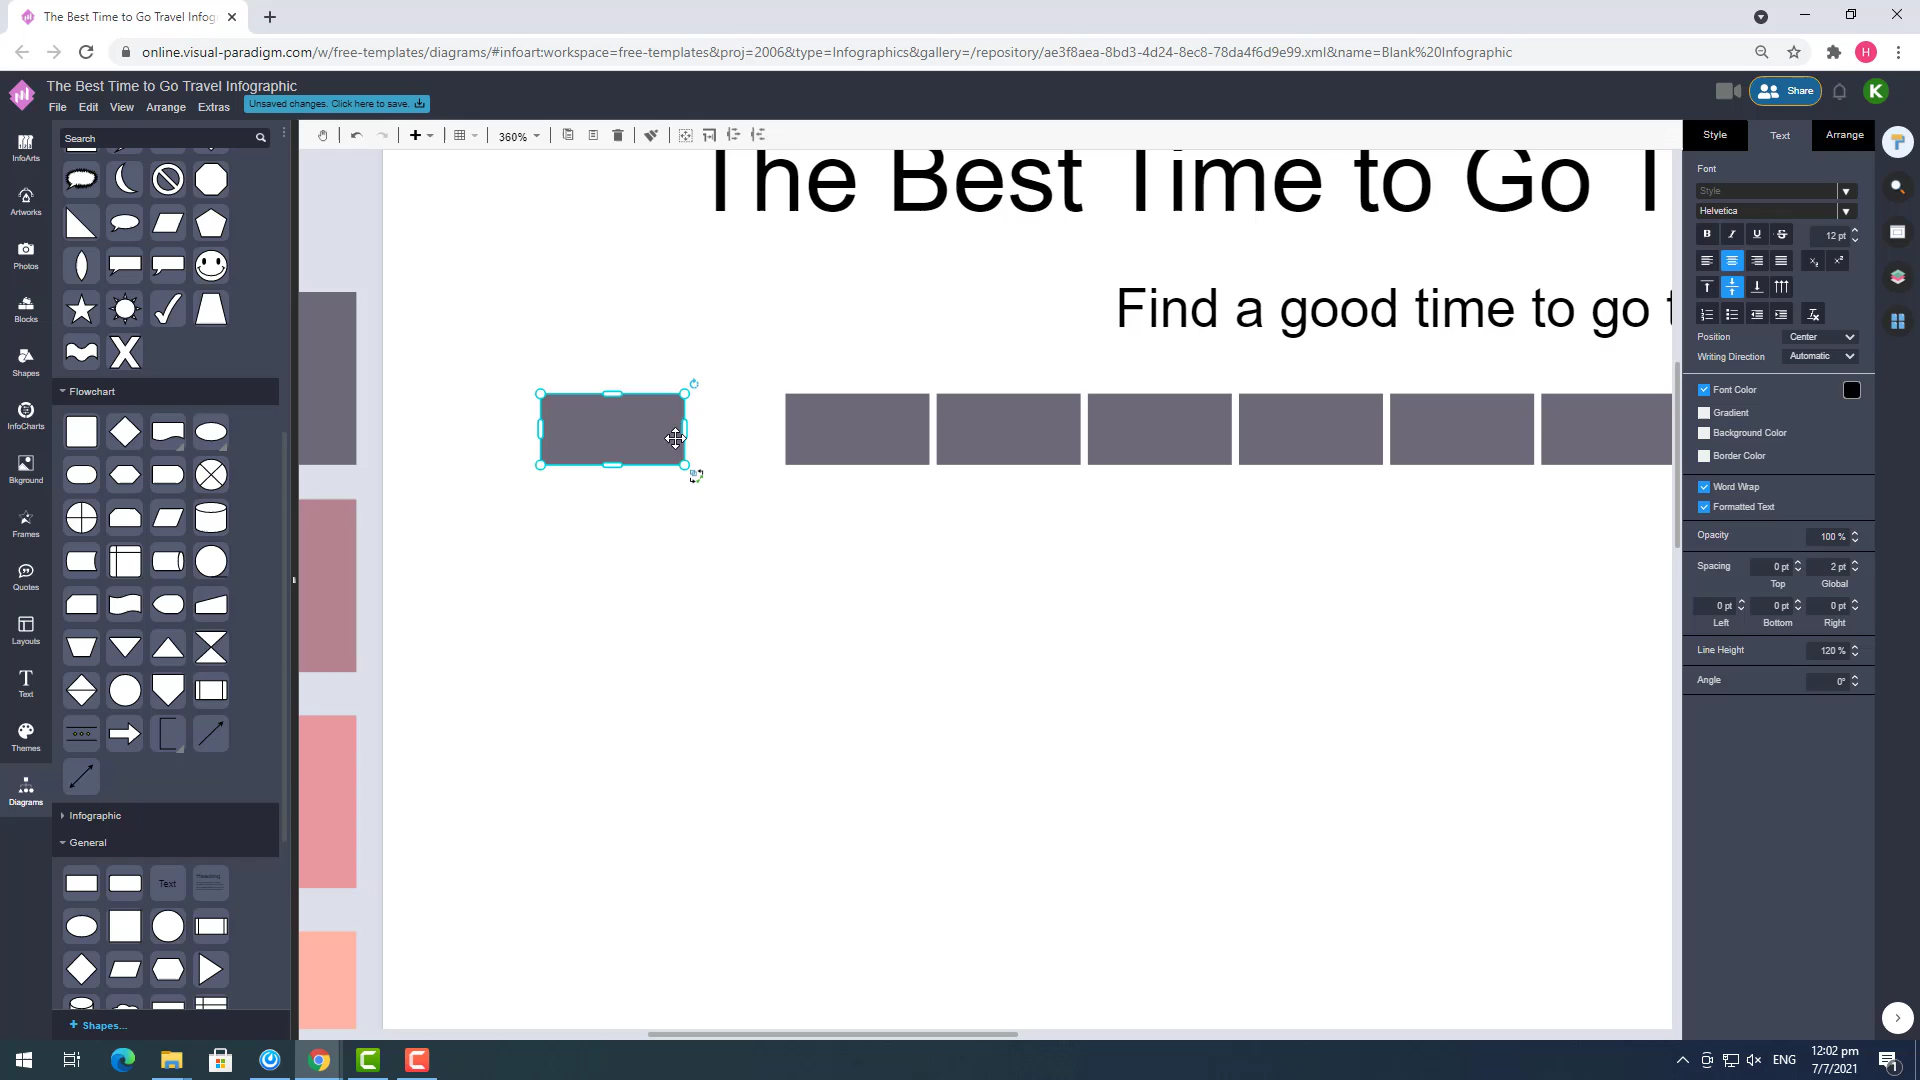 The Best Time to Go Travel Infog
online.visual-paradigm.com/w/free-templates/diagrams/#infoart:workspace=free-templates&proj=2006&type=Infographics&gallery=/repository/ae3f8aea-8bd3-4d24-8ec8-78da4f6d9e99.xml&name=Blank%20Infographic
H
The Best Time to Go Travel Infographic
File Edit View Arrange Extras Unsaved changes. Click here to save.
Share
K
Search
360%
Style Text Arrange
InfoArts
Artworks
Photos
Blocks
Shapes
InfoCharts
Bkground
Frames
Quotes
Layouts
Text
Themes
Diagrams
Flowchart
Infographic
General
Text
Heading
+ Shapes...
The Best Time to Go T
Find a good time to go t
Font
Style
Helvetica
B I U S 12 pt
Position Center
Writing Direction Automatic
Font Color
Gradient
Background Color
Border Color
Word Wrap
Formatted Text
Opacity 100 %
Spacing 0 pt 2 pt
Top Global
0 pt 0 pt 0 pt
Left Bottom Right
Line Height 120 %
Angle 0°
ENG
12:02 pm
7/7/2021
1